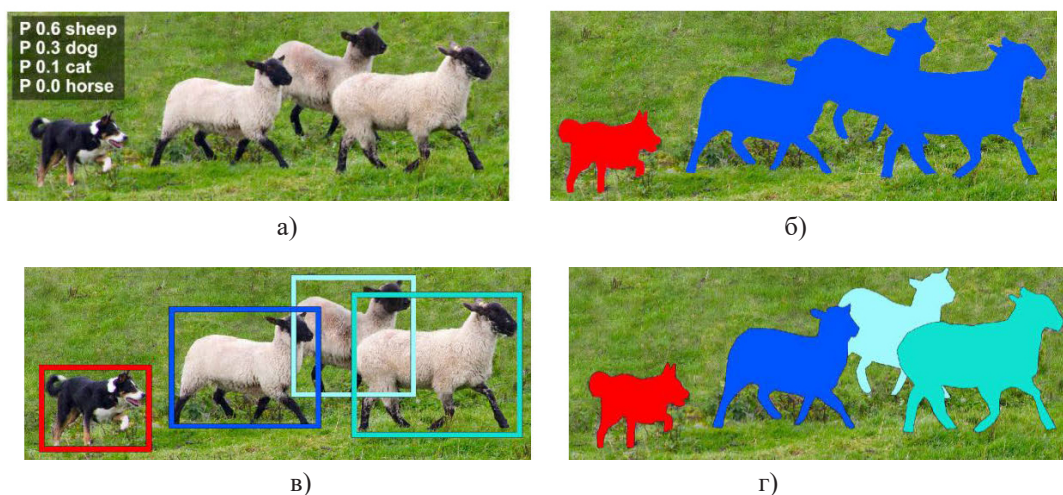 P 0.6 sheep
P 0.3 dog
P 0.1 cat
P 0.0 horse
а)
б)
в)
г)